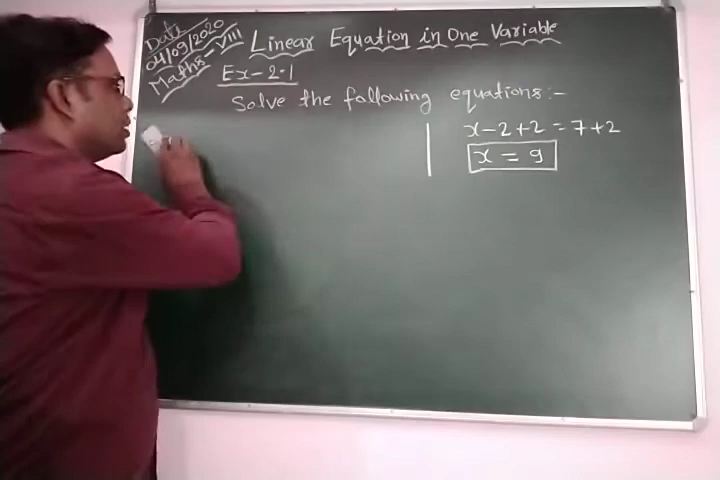 Date
04/09/2020
Maths-VIII
Linear Equation in One Variable
Ex-2.1
Solve the following equations:-
x-2+2 = 7+2
x = 9